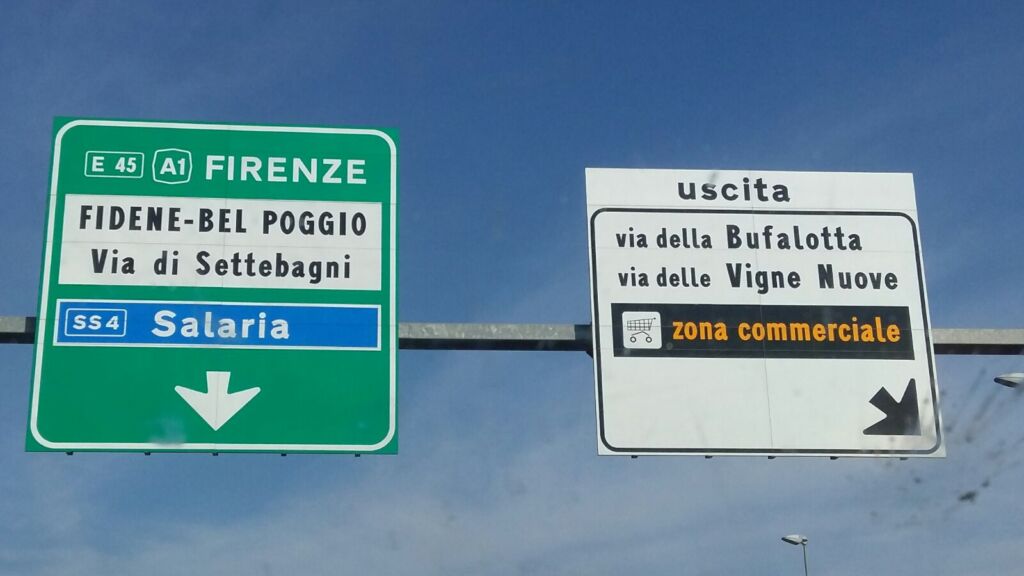 E 45 A1 FIRENZE
FIDENE-BEL POGGIO
Via di Settebagni
SS4 Salaria
uscita
via della Bufalotta
via delle Vigne Nuove
zona commerciale